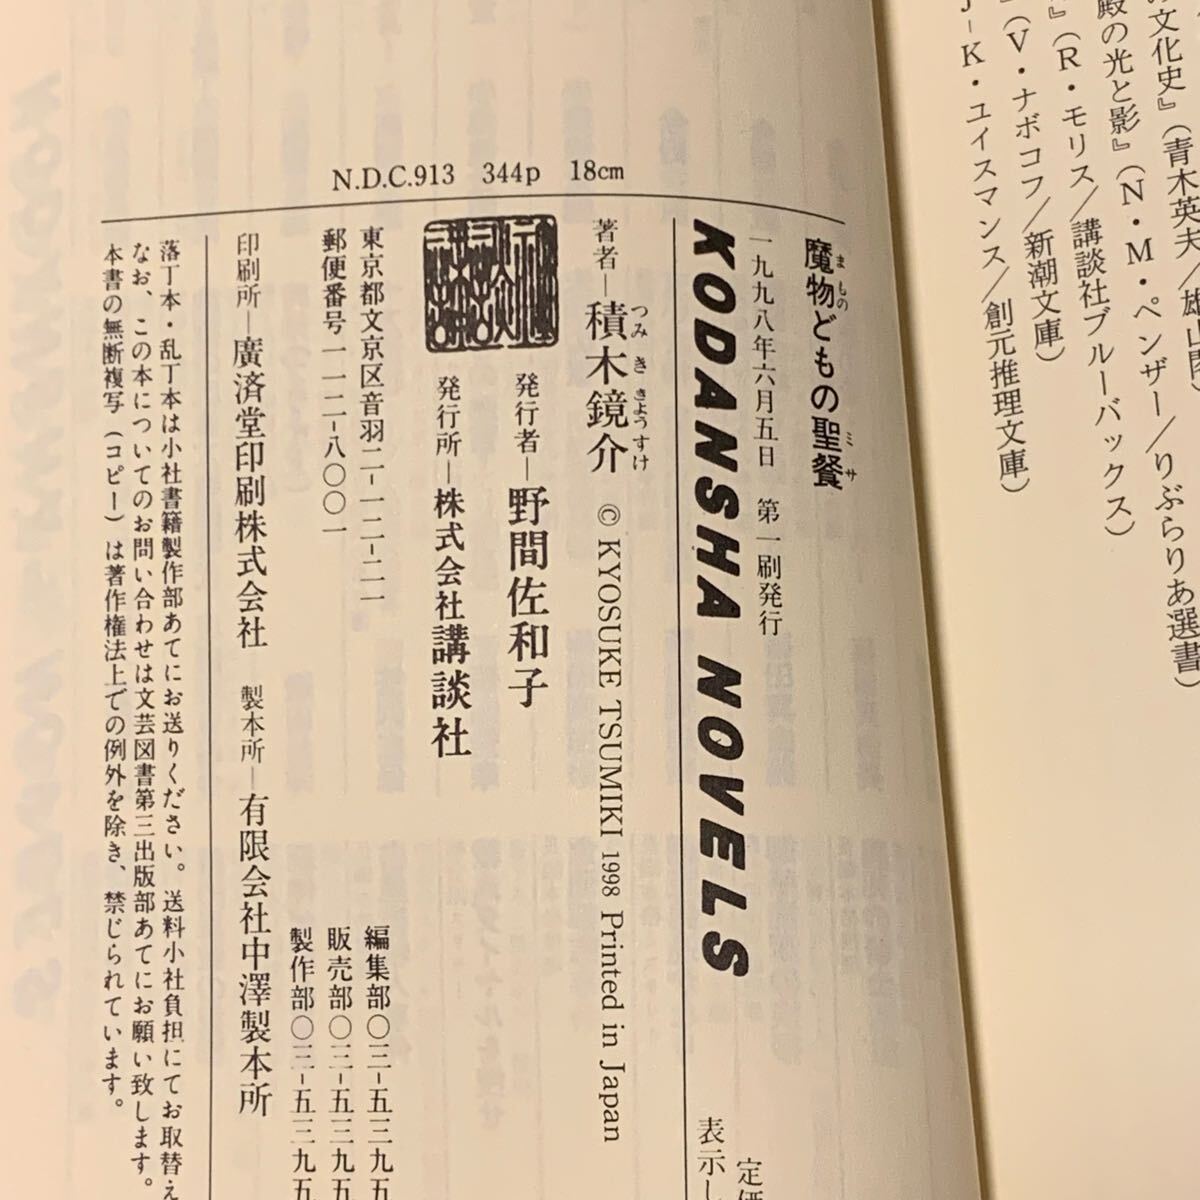 の文化史』（青木英夫／雄山閣）
殿の光と影』（N・M・ペンザー／りぶらりあ選書）
』（R・モリス／講談社ブルーバックス）
』（V・ナボコフ／新潮文庫）
J-K・ユイスマンス／創元推理文庫）
N.D.C.913 344p 18cm
魔物どもの聖餐
まもの ミサ
一九九八年六月五日 第一刷発行
定価
表示し
KODANSHA NOVELS
著者―積木鏡介
つみききょうすけ
© KYOSUKE TSUMIKI 1998 Printed in Japan
発行者―野間佐和子
発行所―株式会社講談社
東京都文京区音羽二-一二-二一
郵便番号一一二-八〇〇一
編集部〇三-五三九五
販売部〇三-五三九五
製作部〇三-五三九五
印刷所―廣済堂印刷株式会社 製本所―有限会社中澤製本所
落丁本・乱丁本は小社書籍製作部あてにお送りください。送料小社負担にてお取替え
なお、この本についてのお問い合わせは文芸図書第三出版部あてにお願い致します。
本書の無断複写（コピー）は著作権法上での例外を除き、禁じられています。